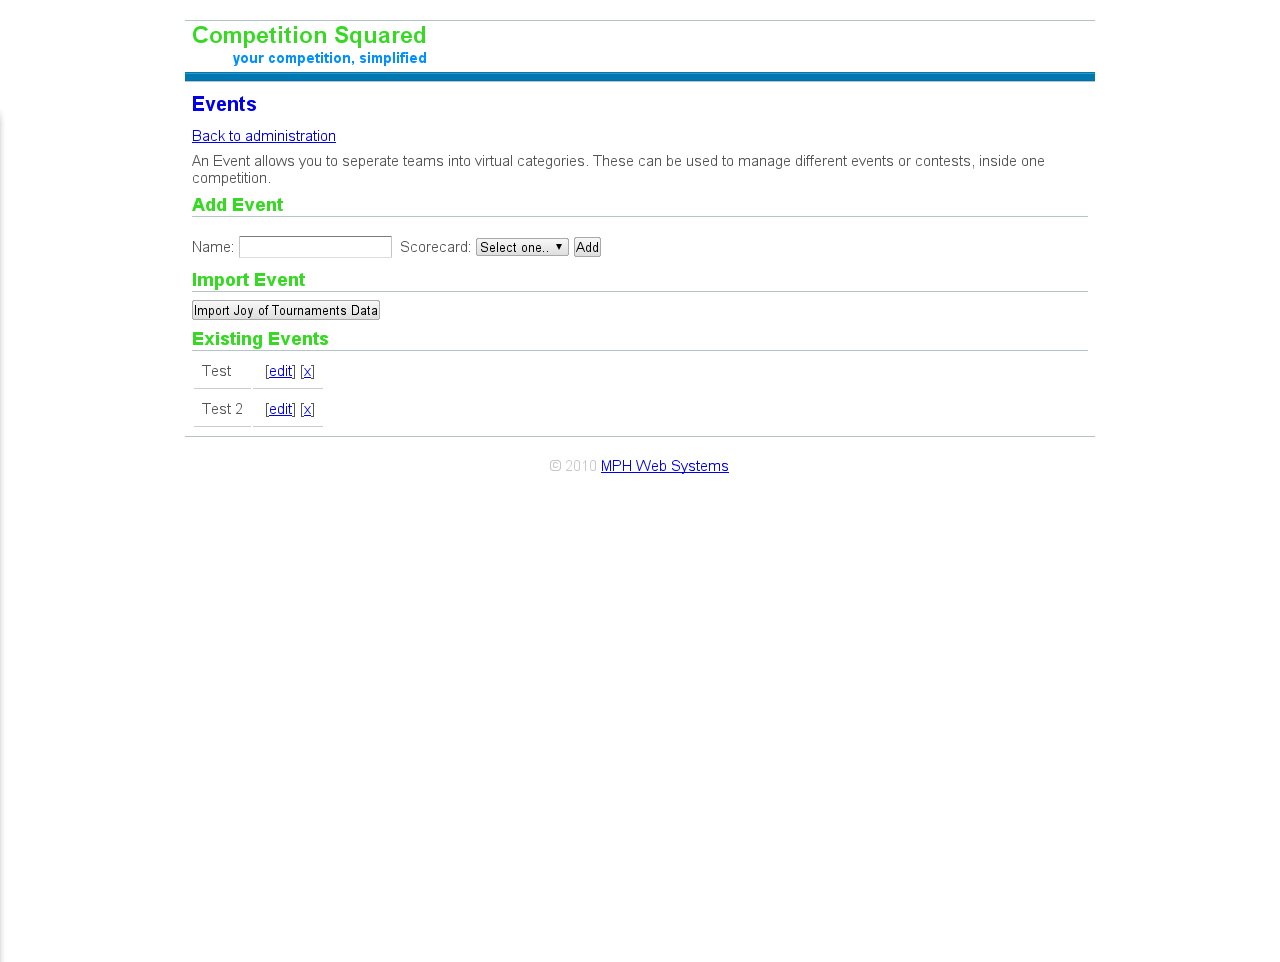 Competition Squared
your competition, simplified
Events
Back to administration
An Event allows you to seperate teams into virtual categories. These can be used to manage different events or contests, inside one
competition.
Add Event
Name: Scorecard: Select one.. ▼ Add
Import Event
Import Joy of Tournaments Data
Existing Events
Test [edit] [x]
Test 2 [edit] [x]
© 2010 MPH Web Systems